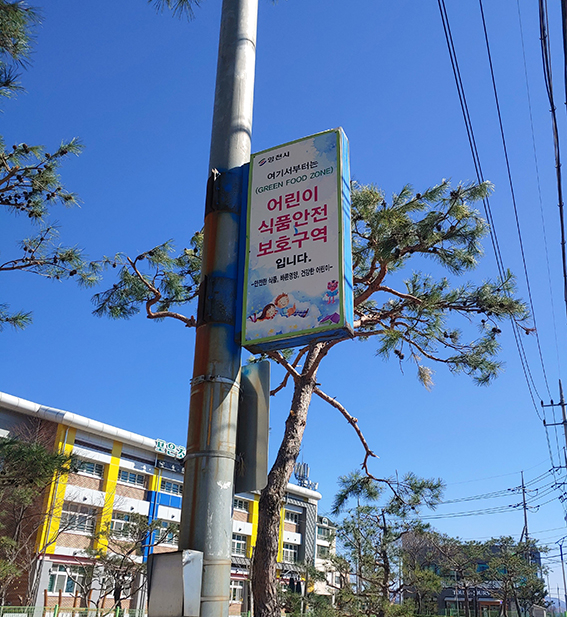 영천시
여기서부터는
(GREEN FOOD ZONE)
어린이
식품안전
보호구역
입니다.
-안전한 식품, 바른영양, 건강한 어린이-